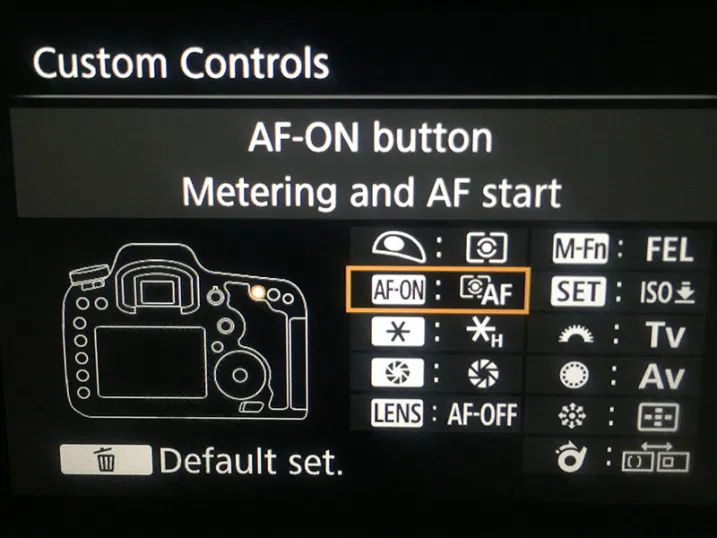 Custom Controls
AF-ON button
Metering and AF start
M-Fn : FEL
AF-ON : AF
SET : ISO
H
: Tv
: Av
LENS : AF-OFF
Default set.